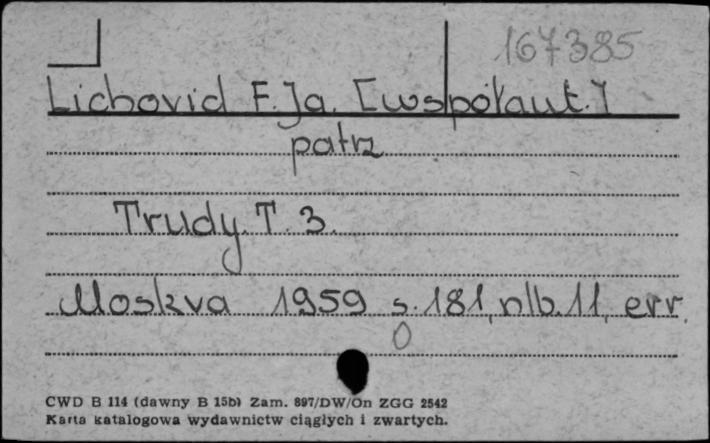 167385
Lichovid F. Ja. [współaut.]
patrz
Trudy. T. 3.
Moskva 1959 s. 181, nlb. 11, err.
0
CWD B 114 (dawny B 15b) Zam. 897/DW/On ZGG 2542
Karta katalogowa wydawnictw ciągłych i zwartych.